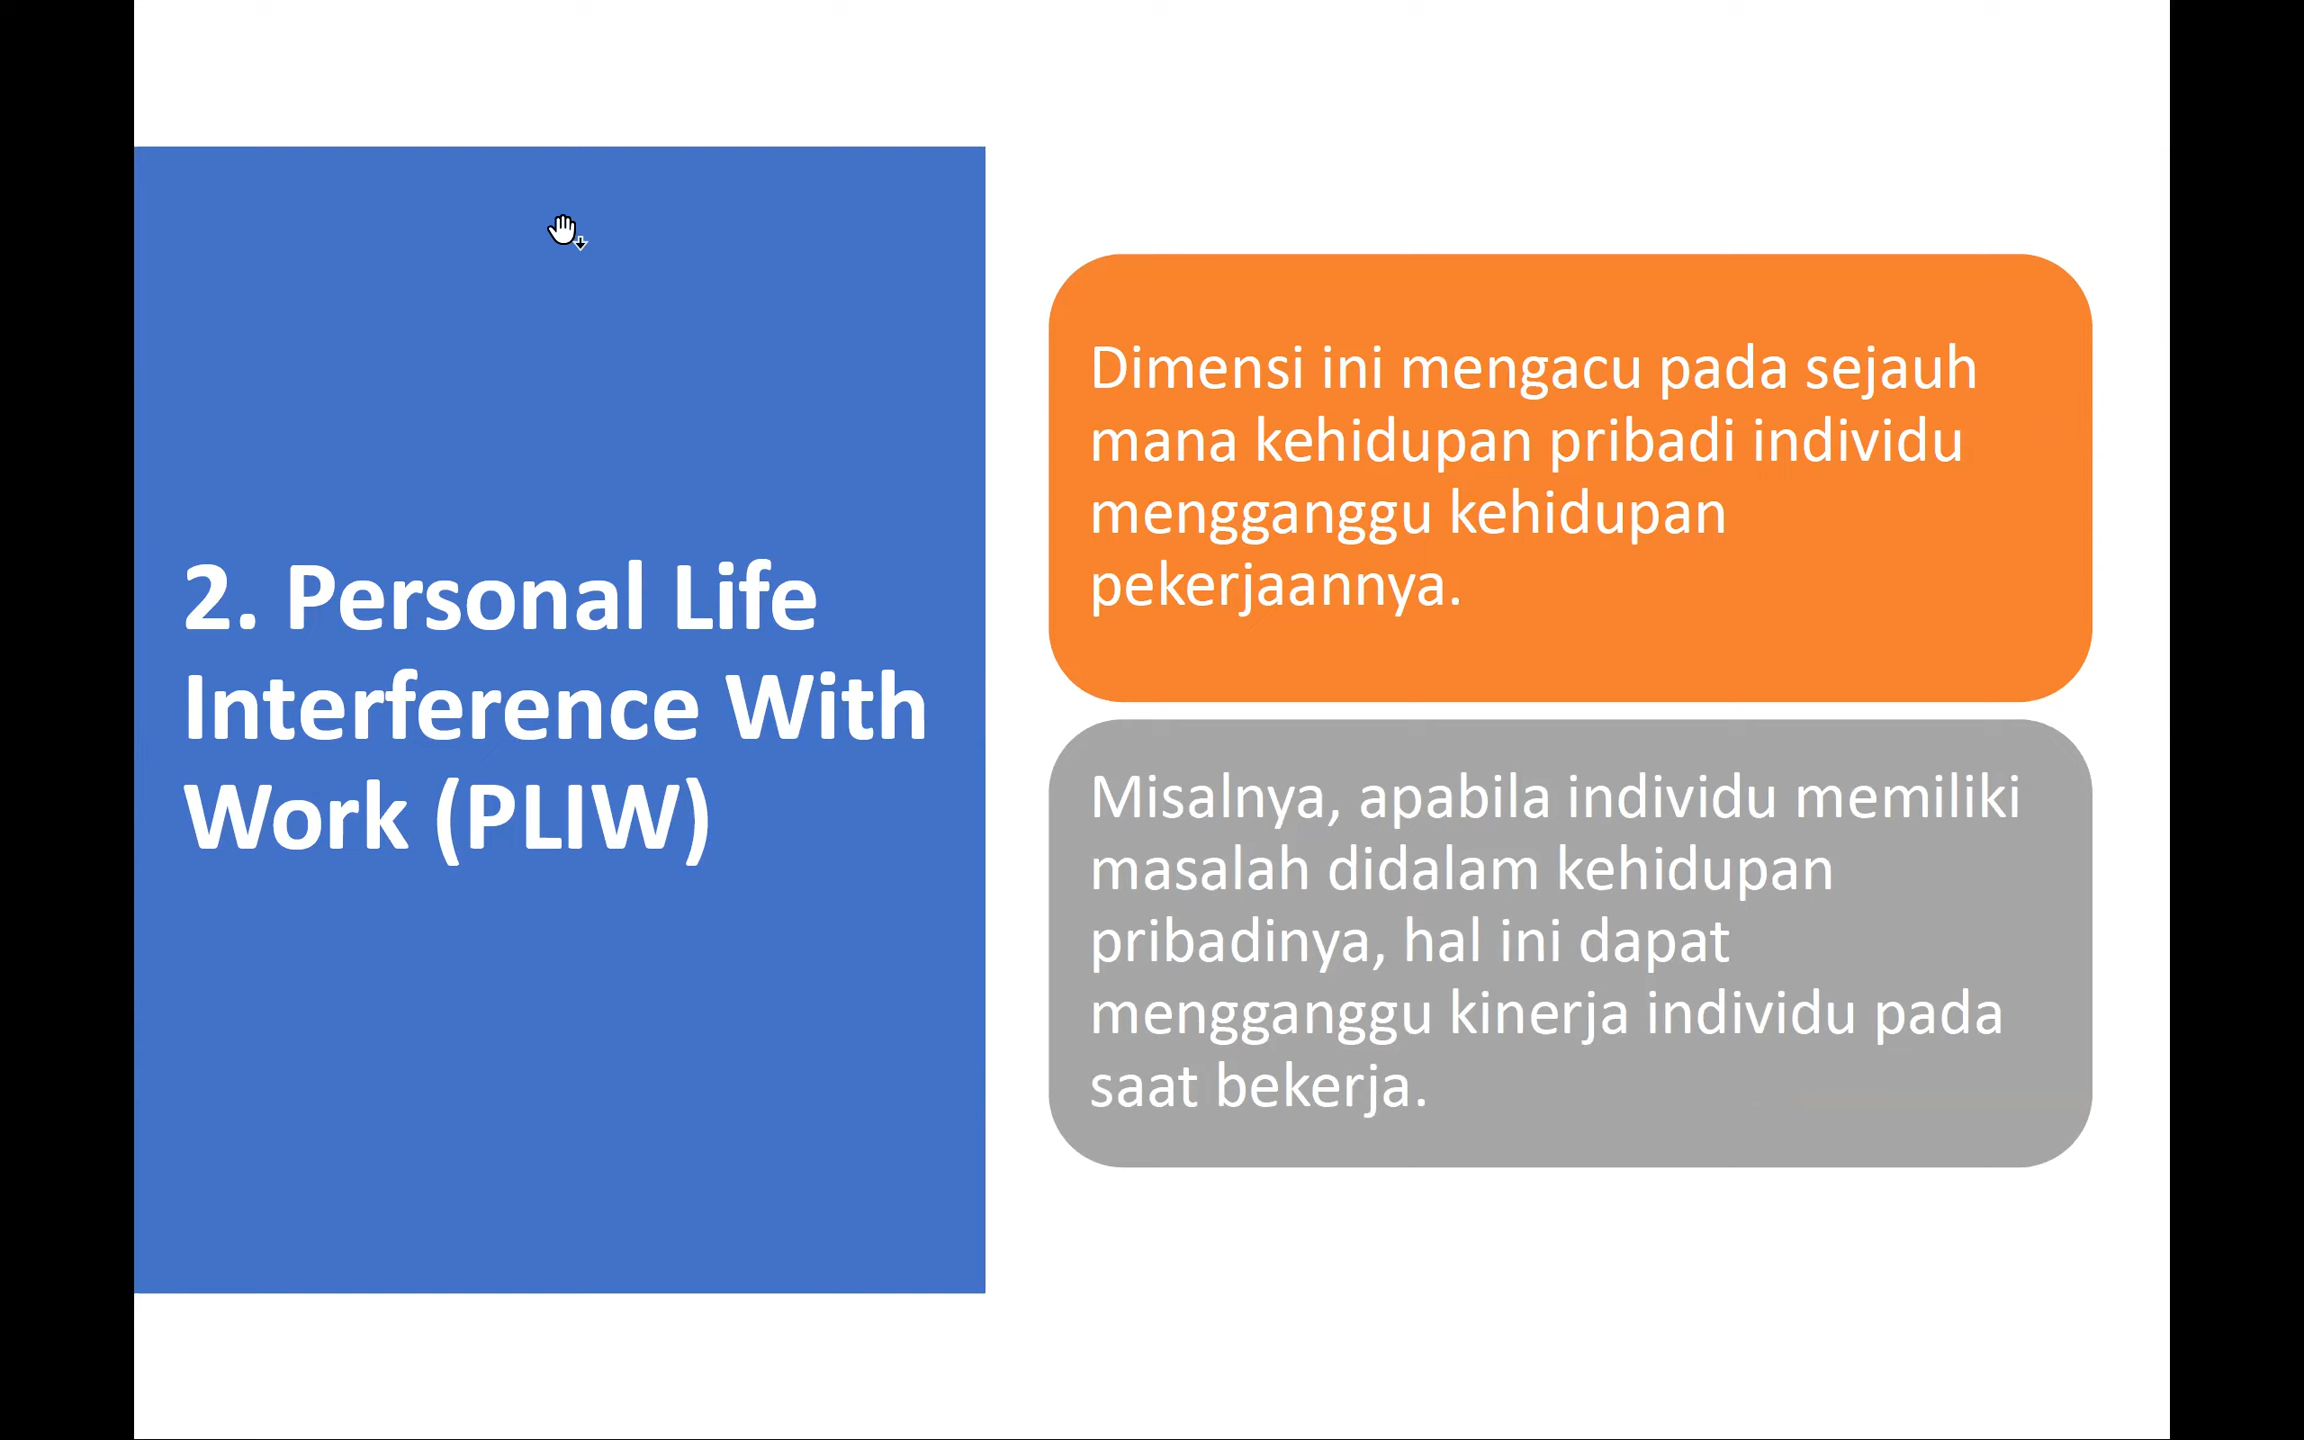 2. Personal Life
Interference With
Work (PLIW)
Dimensi ini mengacu pada sejauh
mana kehidupan pribadi individu
mengganggu kehidupan
pekerjaannya.
Misalnya, apabila individu memiliki
masalah didalam kehidupan
pribadinya, hal ini dapat
mengganggu kinerja individu pada
saat bekerja.